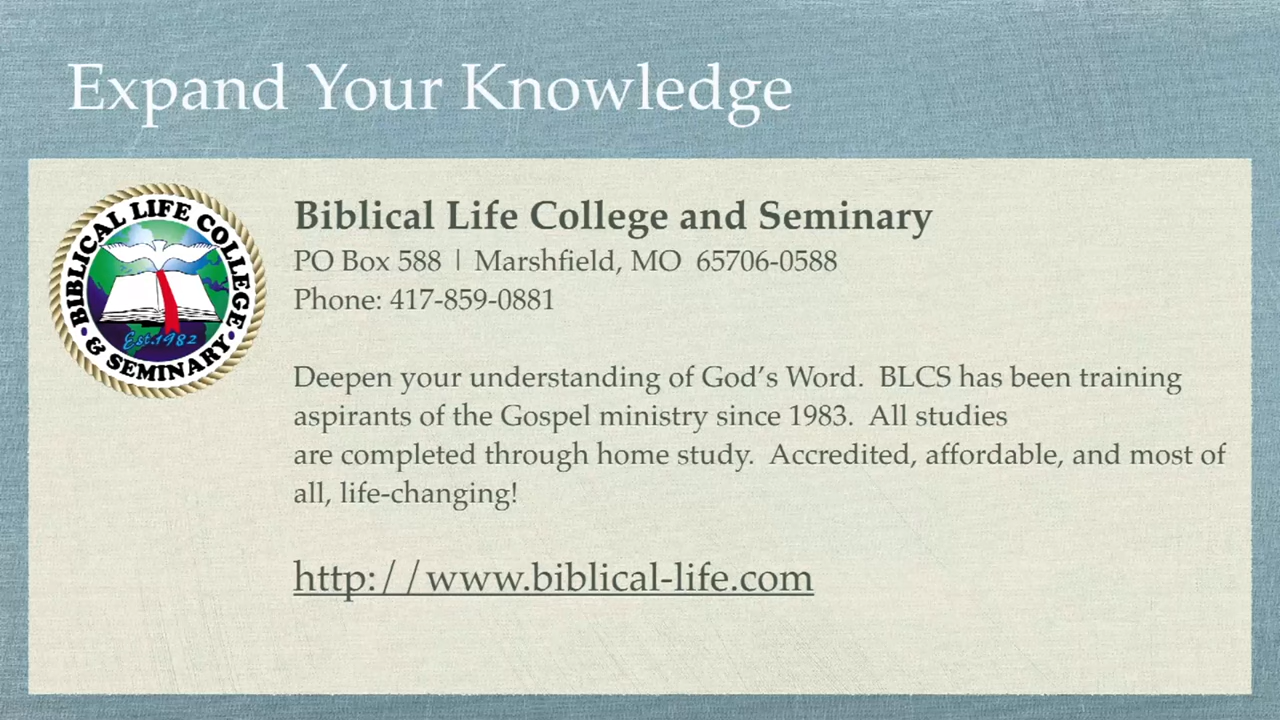 Expand Your Knowledge
BIBLICAL LIFE COLLEGE
& SEMINARY
Est.1982
Biblical Life College and Seminary
PO Box 588 | Marshfield, MO 65706-0588
Phone: 417-859-0881
Deepen your understanding of God’s Word. BLCS has been training
aspirants of the Gospel ministry since 1983. All studies
are completed through home study. Accredited, affordable, and most of
all, life-changing!
http://www.biblical-life.com